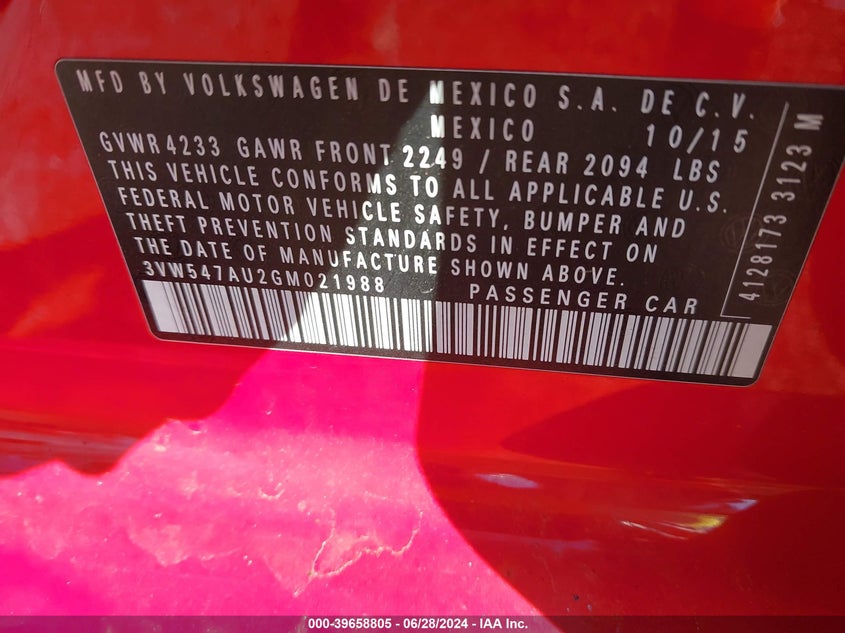 MFD BY VOLKSWAGEN DE MEXICO S.A. DE C.V.
MEXICO 10/15
GVWR 4233 GAWR FRONT 2249 / REAR 2094 LBS
THIS VEHICLE CONFORMS TO ALL APPLICABLE U.S.
FEDERAL MOTOR VEHICLE SAFETY, BUMPER AND
THEFT PREVENTION STANDARDS IN EFFECT ON
THE DATE OF MANUFACTURE SHOWN ABOVE.
3VW547AU2GM021988 PASSENGER CAR
4128173 3123 M
000-39658805 - 06/28/2024 - IAA Inc.